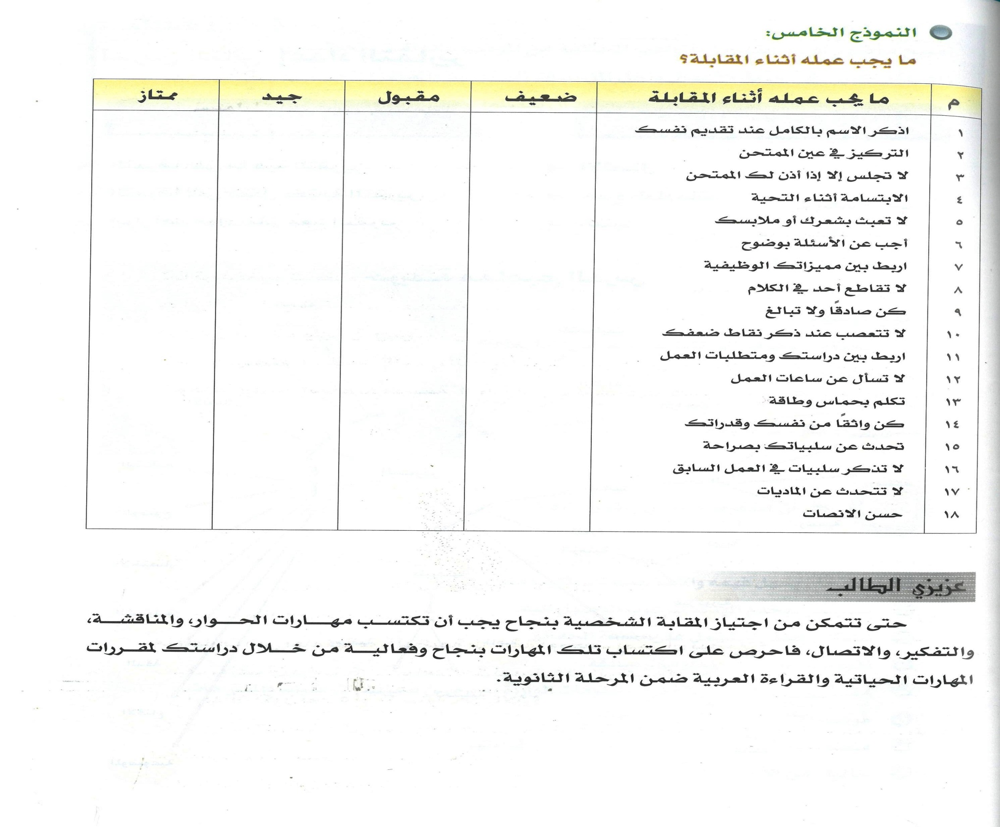 النموذج الخامس:
ما يجب عمله أثناء المقابلة؟
م ما يجب عمله أثناء المقابلة ضعيف مقبول جيد ممتاز
١ اذكر الاسم بالكامل عند تقديم نفسك
٢ التركيز في عين الممتحن
٣ لا تجلس إلا إذا أذن لك الممتحن
٤ الابتسامة أثناء التحية
٥ لا تعبث بشعرك أو ملابسك
٦ أجب عن الأسئلة بوضوح
٧ اربط بين مميزاتك الوظيفية
٨ لا تقاطع أحد في الكلام
٩ كن صادقًا ولا تبالغ
١٠ لا تتعصب عند ذكر نقاط ضعفك
١١ اربط بين دراستك ومتطلبات العمل
١٢ لا تسأل عن ساعات العمل
١٣ تكلم بحماس وطاقة
١٤ كن واثقًا من نفسك وقدراتك
١٥ تحدث عن سلبياتك بصراحة
١٦ لا تذكر سلبيات في العمل السابق
١٧ لا تتحدث عن الماديات
١٨ حسن الانصات
عزيزي الطالب
حتى تتمكن من اجتياز المقابة الشخصية بنجاح يجب أن تكتسب مهارات الحوار، والمناقشة،
والتفكير، والاتصال، فاحرص على اكتساب تلك المهارات بنجاح وفعالية من خلال دراستك لمقررات
المهارات الحياتية والقراءة العربية ضمن المرحلة الثانوية.